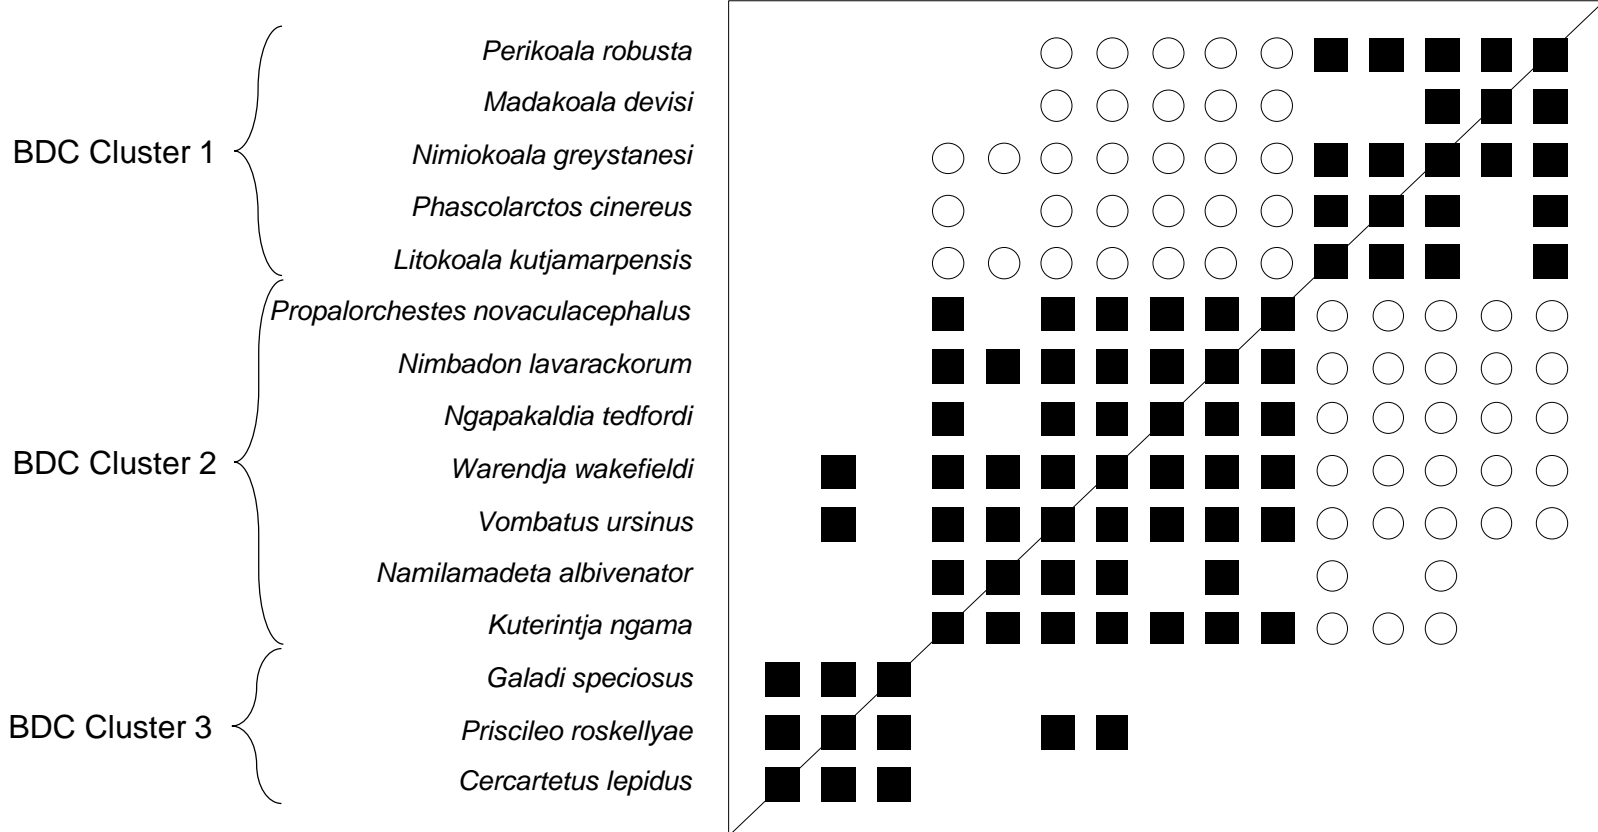 Perikoala robusta
Madakoala devisi
BDC Cluster 1
Nimiokoala greystanesi
Phascolarctos cinereus
Litokoala kutjamarpensis
Propalorchestes novaculacephalus
Nimbadon lavarackorum
Ngapakaldia tedfordi
BDC Cluster 2
Warendja wakefieldi
Vombatus ursinus
Namilamadeta albivenator
Kuterintja ngama
Galadi speciosus
BDC Cluster 3
Priscileo roskellyae
Cercartetus lepidus